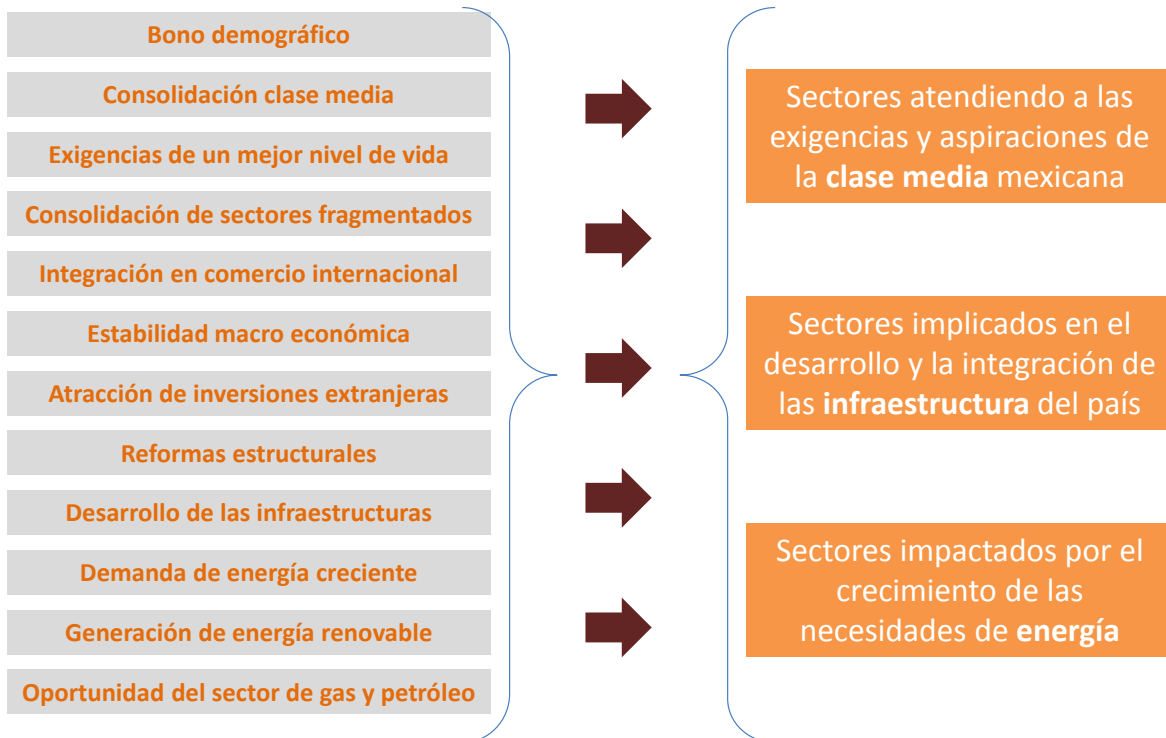 Bono demográfico
Consolidación clase media
Exigencias de un mejor nivel de vida
Consolidación de sectores fragmentados
Integración en comercio internacional
Estabilidad macro económica
Atracción de inversiones extranjeras
Reformas estructurales
Desarrollo de las infraestructuras
Demanda de energía creciente
Generación de energía renovable
Oportunidad del sector de gas y petróleo
Sectores atendiendo a las
exigencias y aspiraciones de
la clase media mexicana
Sectores implicados en el
desarrollo y la integración de
las infraestructura del país
Sectores impactados por el
crecimiento de las
necesidades de energía